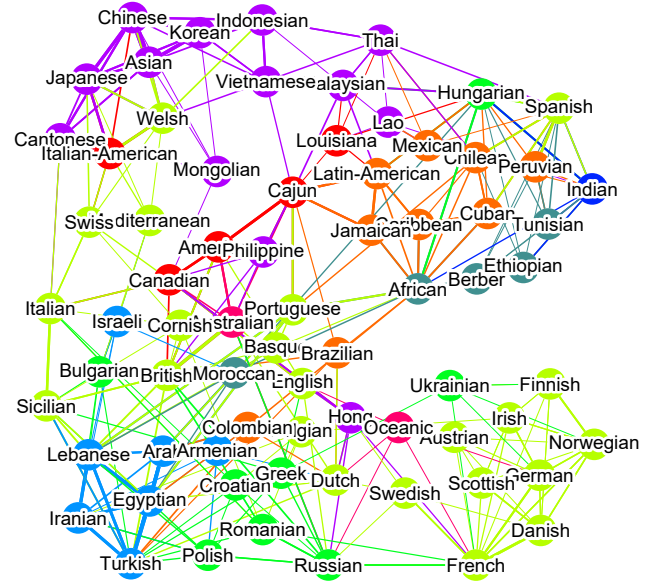 Chinese
Indonesian
Korean
Thai
Asian
Japanese
Vietnamese
alaysian
Hungarian
Spanish
Welsh
Lao
Cantonese
Louisiana
Mexican
Italian-American
Chilean
Mongolian
Latin-American
Peruvian
Cajun
Indian
Swiss
diterranean
Jamaican
Caribbean
Cuban
Tunisian
Amer
Philippine
Ethiopian
Canadian
Berber
African
Italian
Israeli
Cornish
stralian
Portuguese
Basqu
Brazilian
Bulgarian
British
Moroccan
English
Ukrainian
Finnish
Sicilian
Hong
Colombian
gian
Oceanic
Irish
Austrian
Norwegian
Lebanese
Ara
Armenian
Croatian
Greek
Dutch
Swedish
Scottish
German
Egyptian
Iranian
Romanian
Danish
Turkish
Polish
Russian
French